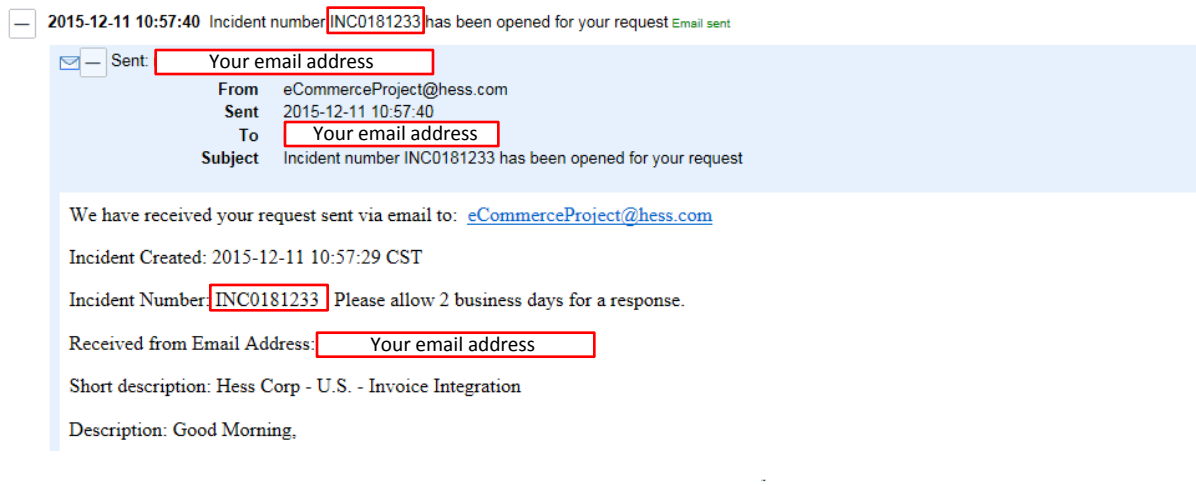 2015-12-11 10:57:40 Incident number INC0181233 has been opened for your request Email sent
Sent: Your email address
From eCommerceProject@hess.com
Sent 2015-12-11 10:57:40
To Your email address
Subject Incident number INC0181233 has been opened for your request
We have received your request sent via email to: eCommerceProject@hess.com
Incident Created: 2015-12-11 10:57:29 CST
Incident Number: INC0181233 Please allow 2 business days for a response.
Received from Email Address: Your email address
Short description: Hess Corp - U.S. - Invoice Integration
Description: Good Morning,